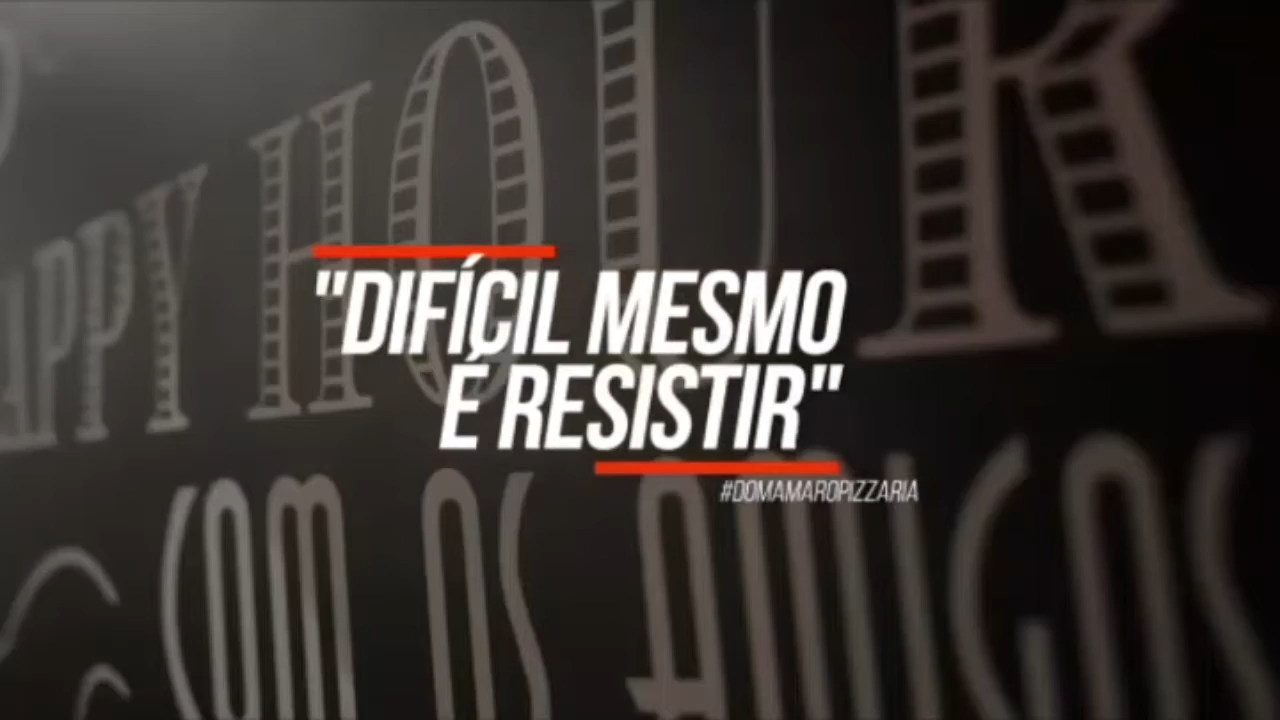 HAPPY HOUR
"DIFÍCIL MESMO
É RESISTIR"
#DOMAMAROPIZZARIA
COM OS AMIGOS